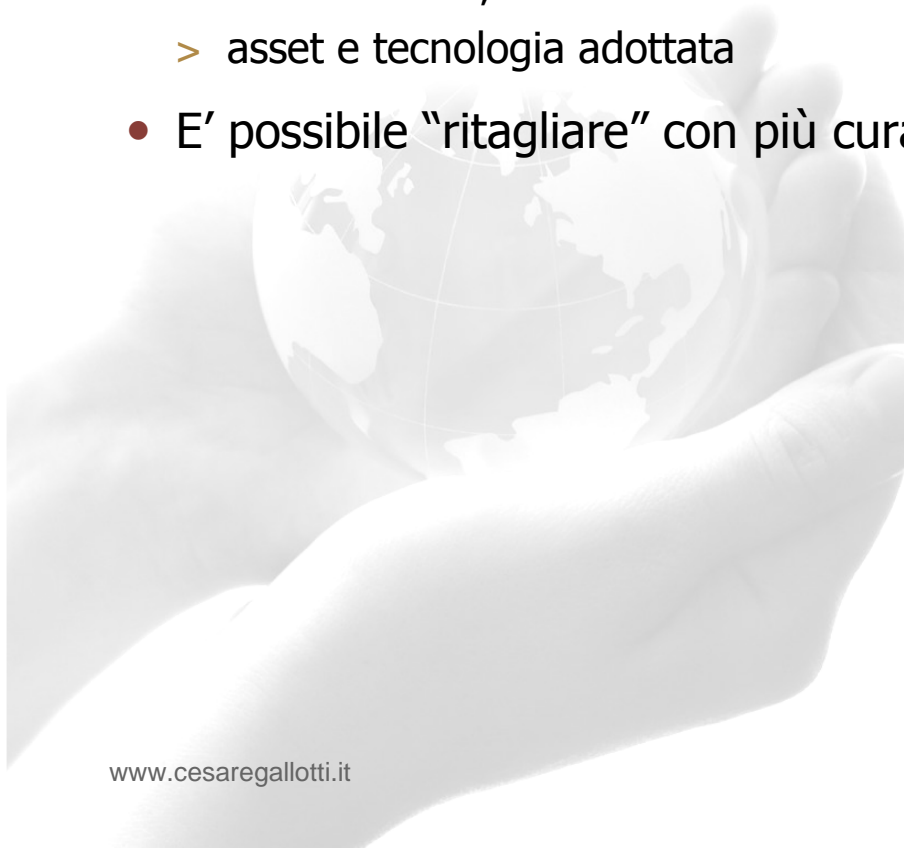 > asset e tecnologia adottata
• E’ possibile “ritagliare” con più cura
www.cesaregallotti.it